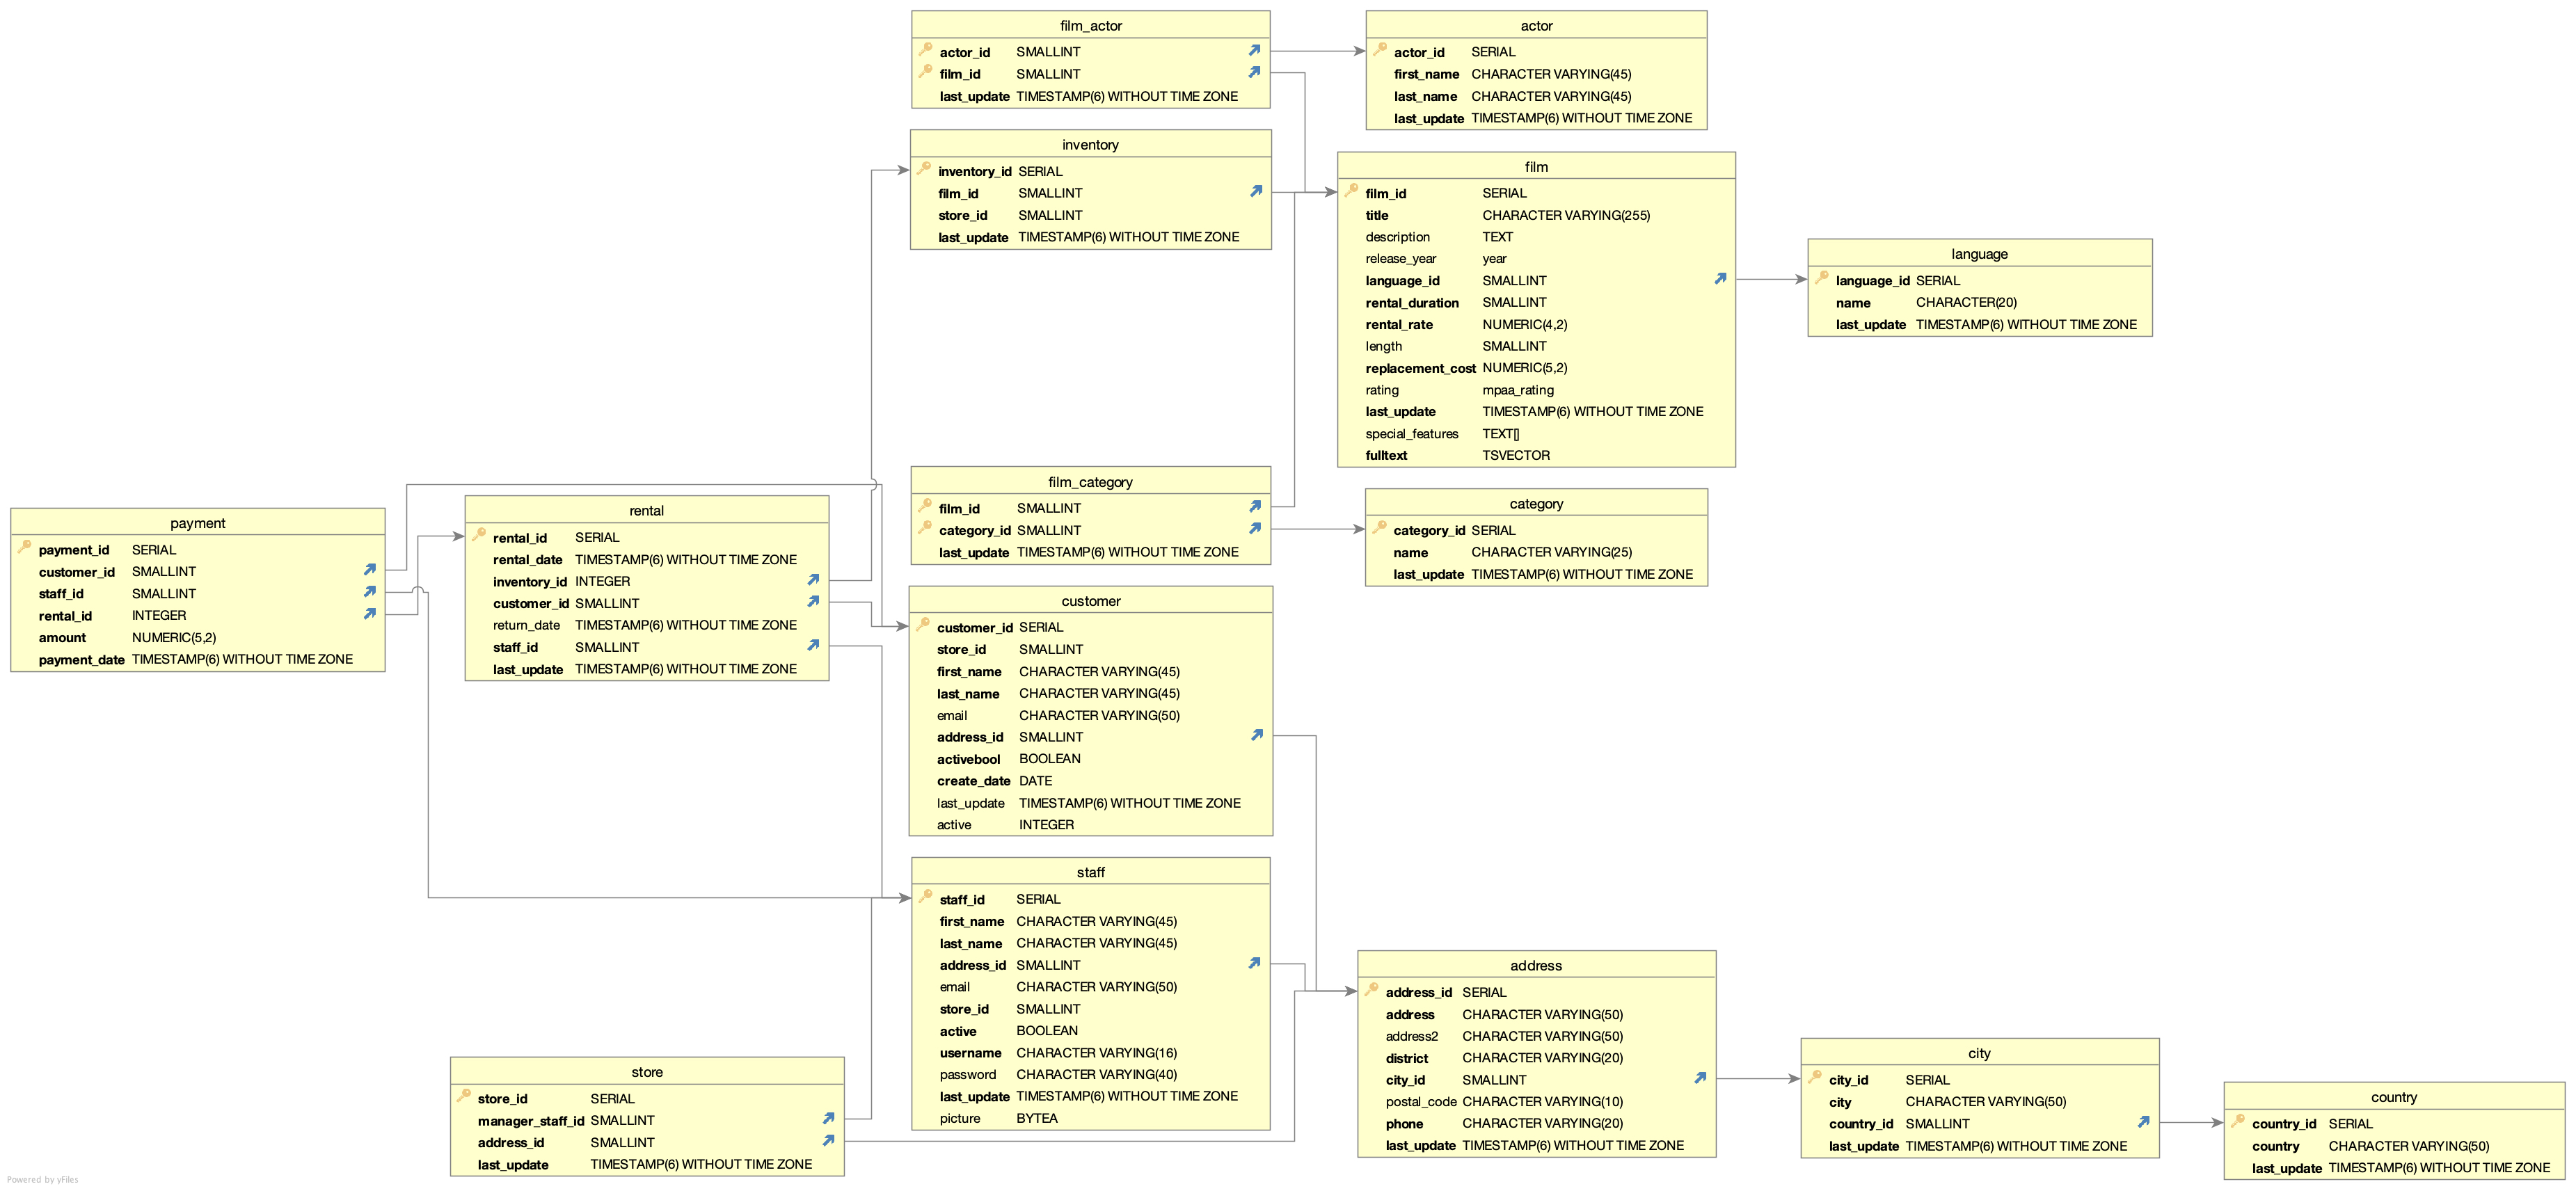 film_actor
actor_id SMALLINT
film_id SMALLINT
last_update TIMESTAMP(6) WITHOUT TIME ZONE
actor
actor_id SERIAL
first_name CHARACTER VARYING(45)
last_name CHARACTER VARYING(45)
last_update TIMESTAMP(6) WITHOUT TIME ZONE
inventory
inventory_id SERIAL
film_id SMALLINT
store_id SMALLINT
last_update TIMESTAMP(6) WITHOUT TIME ZONE
film
film_id SERIAL
title CHARACTER VARYING(255)
description TEXT
release_year year
language_id SMALLINT
rental_duration SMALLINT
rental_rate NUMERIC(4,2)
length SMALLINT
replacement_cost NUMERIC(5,2)
rating mpaa_rating
last_update TIMESTAMP(6) WITHOUT TIME ZONE
special_features TEXT[]
fulltext TSVECTOR
language
language_id SERIAL
name CHARACTER(20)
last_update TIMESTAMP(6) WITHOUT TIME ZONE
film_category
film_id SMALLINT
category_id SMALLINT
last_update TIMESTAMP(6) WITHOUT TIME ZONE
category
category_id SERIAL
name CHARACTER VARYING(25)
last_update TIMESTAMP(6) WITHOUT TIME ZONE
payment
payment_id SERIAL
customer_id SMALLINT
staff_id SMALLINT
rental_id INTEGER
amount NUMERIC(5,2)
payment_date TIMESTAMP(6) WITHOUT TIME ZONE
rental
rental_id SERIAL
rental_date TIMESTAMP(6) WITHOUT TIME ZONE
inventory_id INTEGER
customer_id SMALLINT
return_date TIMESTAMP(6) WITHOUT TIME ZONE
staff_id SMALLINT
last_update TIMESTAMP(6) WITHOUT TIME ZONE
customer
customer_id SERIAL
store_id SMALLINT
first_name CHARACTER VARYING(45)
last_name CHARACTER VARYING(45)
email CHARACTER VARYING(50)
address_id SMALLINT
activebool BOOLEAN
create_date DATE
last_update TIMESTAMP(6) WITHOUT TIME ZONE
active INTEGER
staff
staff_id SERIAL
first_name CHARACTER VARYING(45)
last_name CHARACTER VARYING(45)
address_id SMALLINT
email CHARACTER VARYING(50)
store_id SMALLINT
active BOOLEAN
username CHARACTER VARYING(16)
password CHARACTER VARYING(40)
last_update TIMESTAMP(6) WITHOUT TIME ZONE
picture BYTEA
store
store_id SERIAL
manager_staff_id SMALLINT
address_id SMALLINT
last_update TIMESTAMP(6) WITHOUT TIME ZONE
address
address_id SERIAL
address CHARACTER VARYING(50)
address2 CHARACTER VARYING(50)
district CHARACTER VARYING(20)
city_id SMALLINT
postal_code CHARACTER VARYING(10)
phone CHARACTER VARYING(20)
last_update TIMESTAMP(6) WITHOUT TIME ZONE
city
city_id SERIAL
city CHARACTER VARYING(50)
country_id SMALLINT
last_update TIMESTAMP(6) WITHOUT TIME ZONE
country
country_id SERIAL
country CHARACTER VARYING(50)
last_update TIMESTAMP(6) WITHOUT TIME ZONE
Powered by yFiles